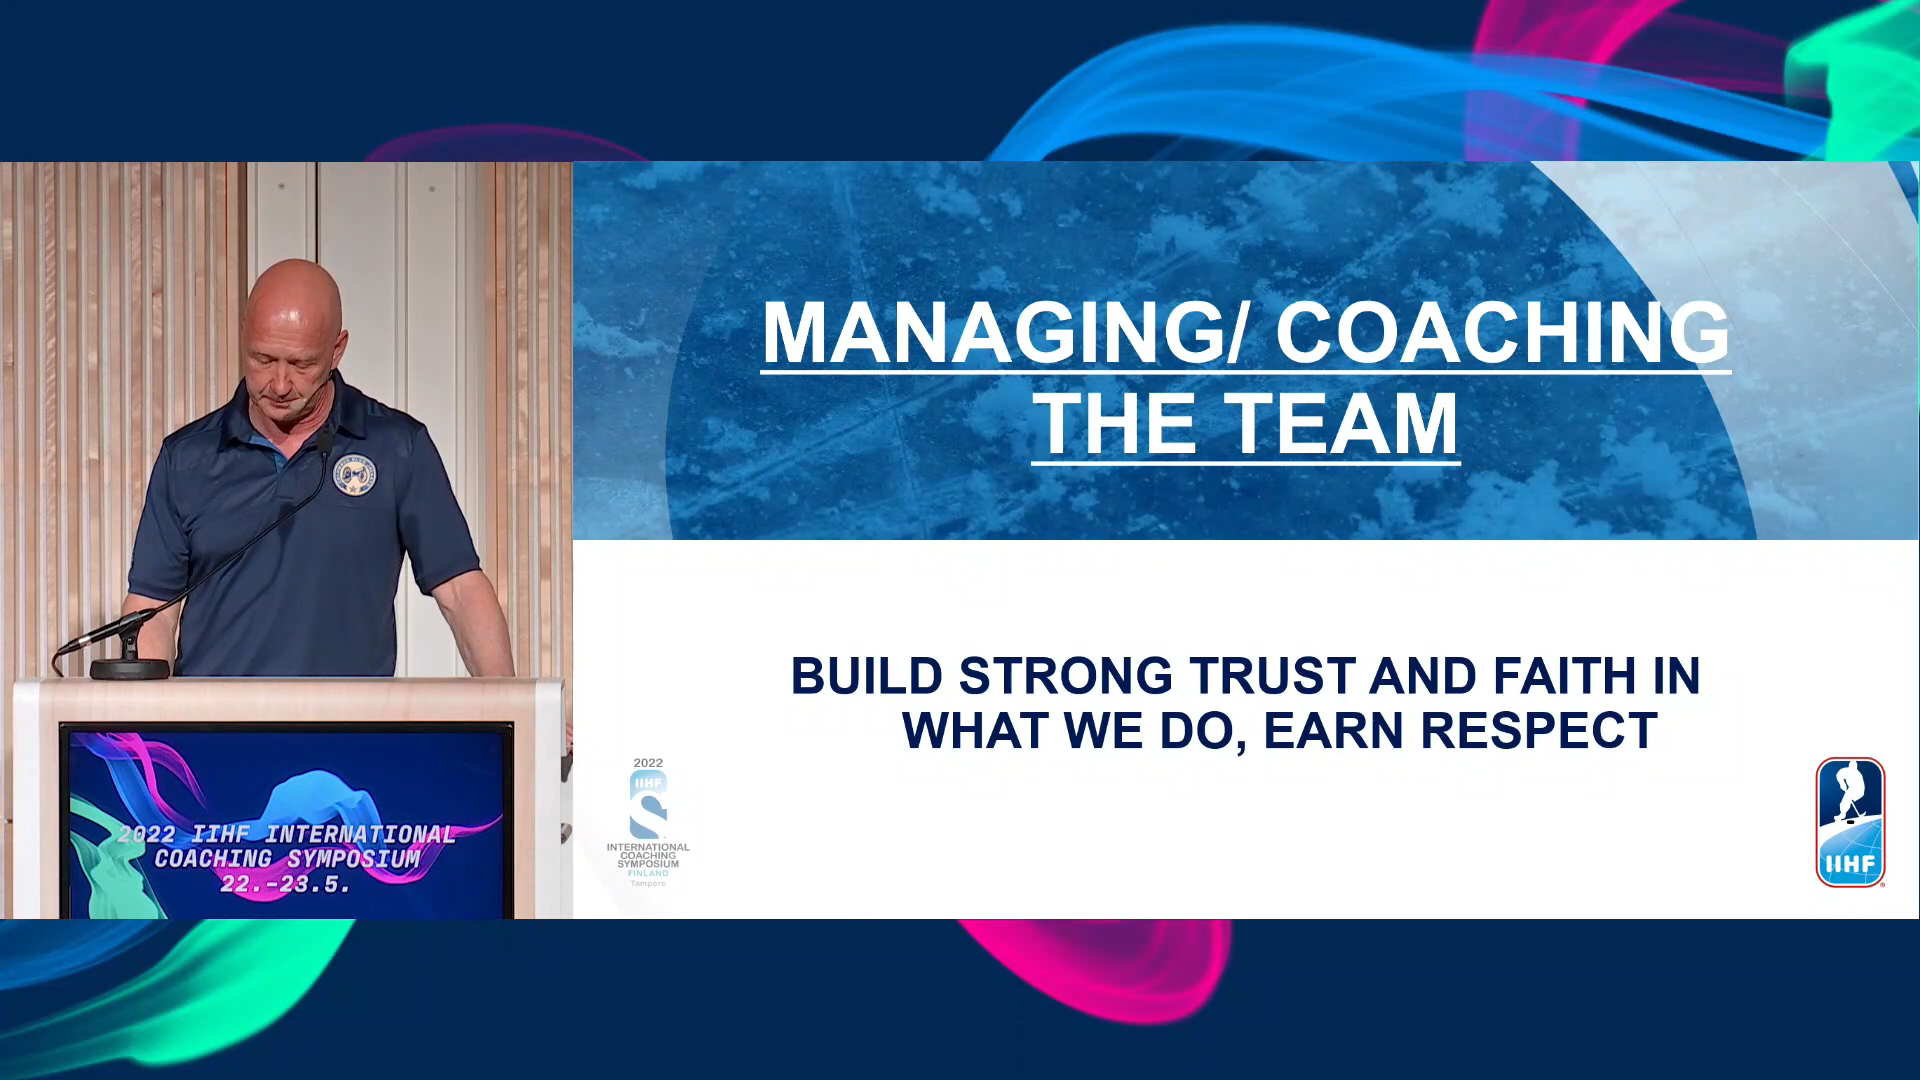 MANAGING/ COACHING
THE TEAM
BUILD STRONG TRUST AND FAITH IN
WHAT WE DO, EARN RESPECT
2022
IIHF
INTERNATIONAL
COACHING
SYMPOSIUM
FINLAND
Tampere
IIHF
2022 IIHF INTERNATIONAL
COACHING SYMPOSIUM
22.-23.5.